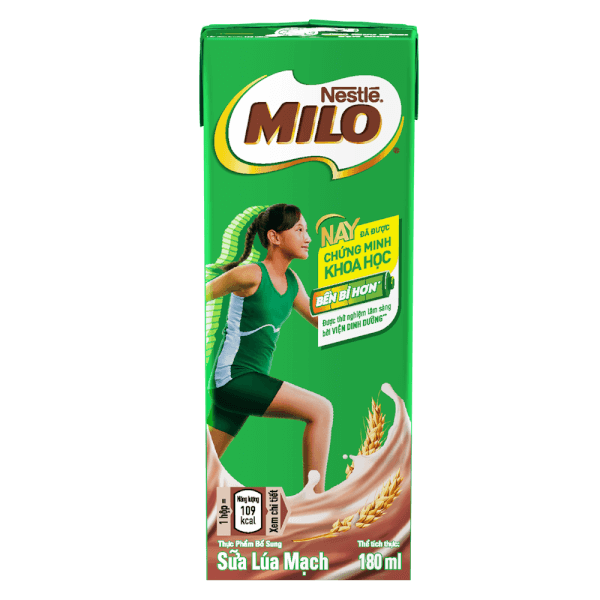 Nestlé.
MILO
®
NAY ĐÃ ĐƯỢC
CHỨNG MINH
KHOA HỌC
BỀN BỈ HƠN*
Được thử nghiệm lâm sàng
bởi VIỆN DINH DƯỠNG**
1 hộp =
Năng lượng
109
kcal
Xem chi tiết
Thực Phẩm Bổ Sung
Sữa Lúa Mạch
Thể tích thực:
180 ml